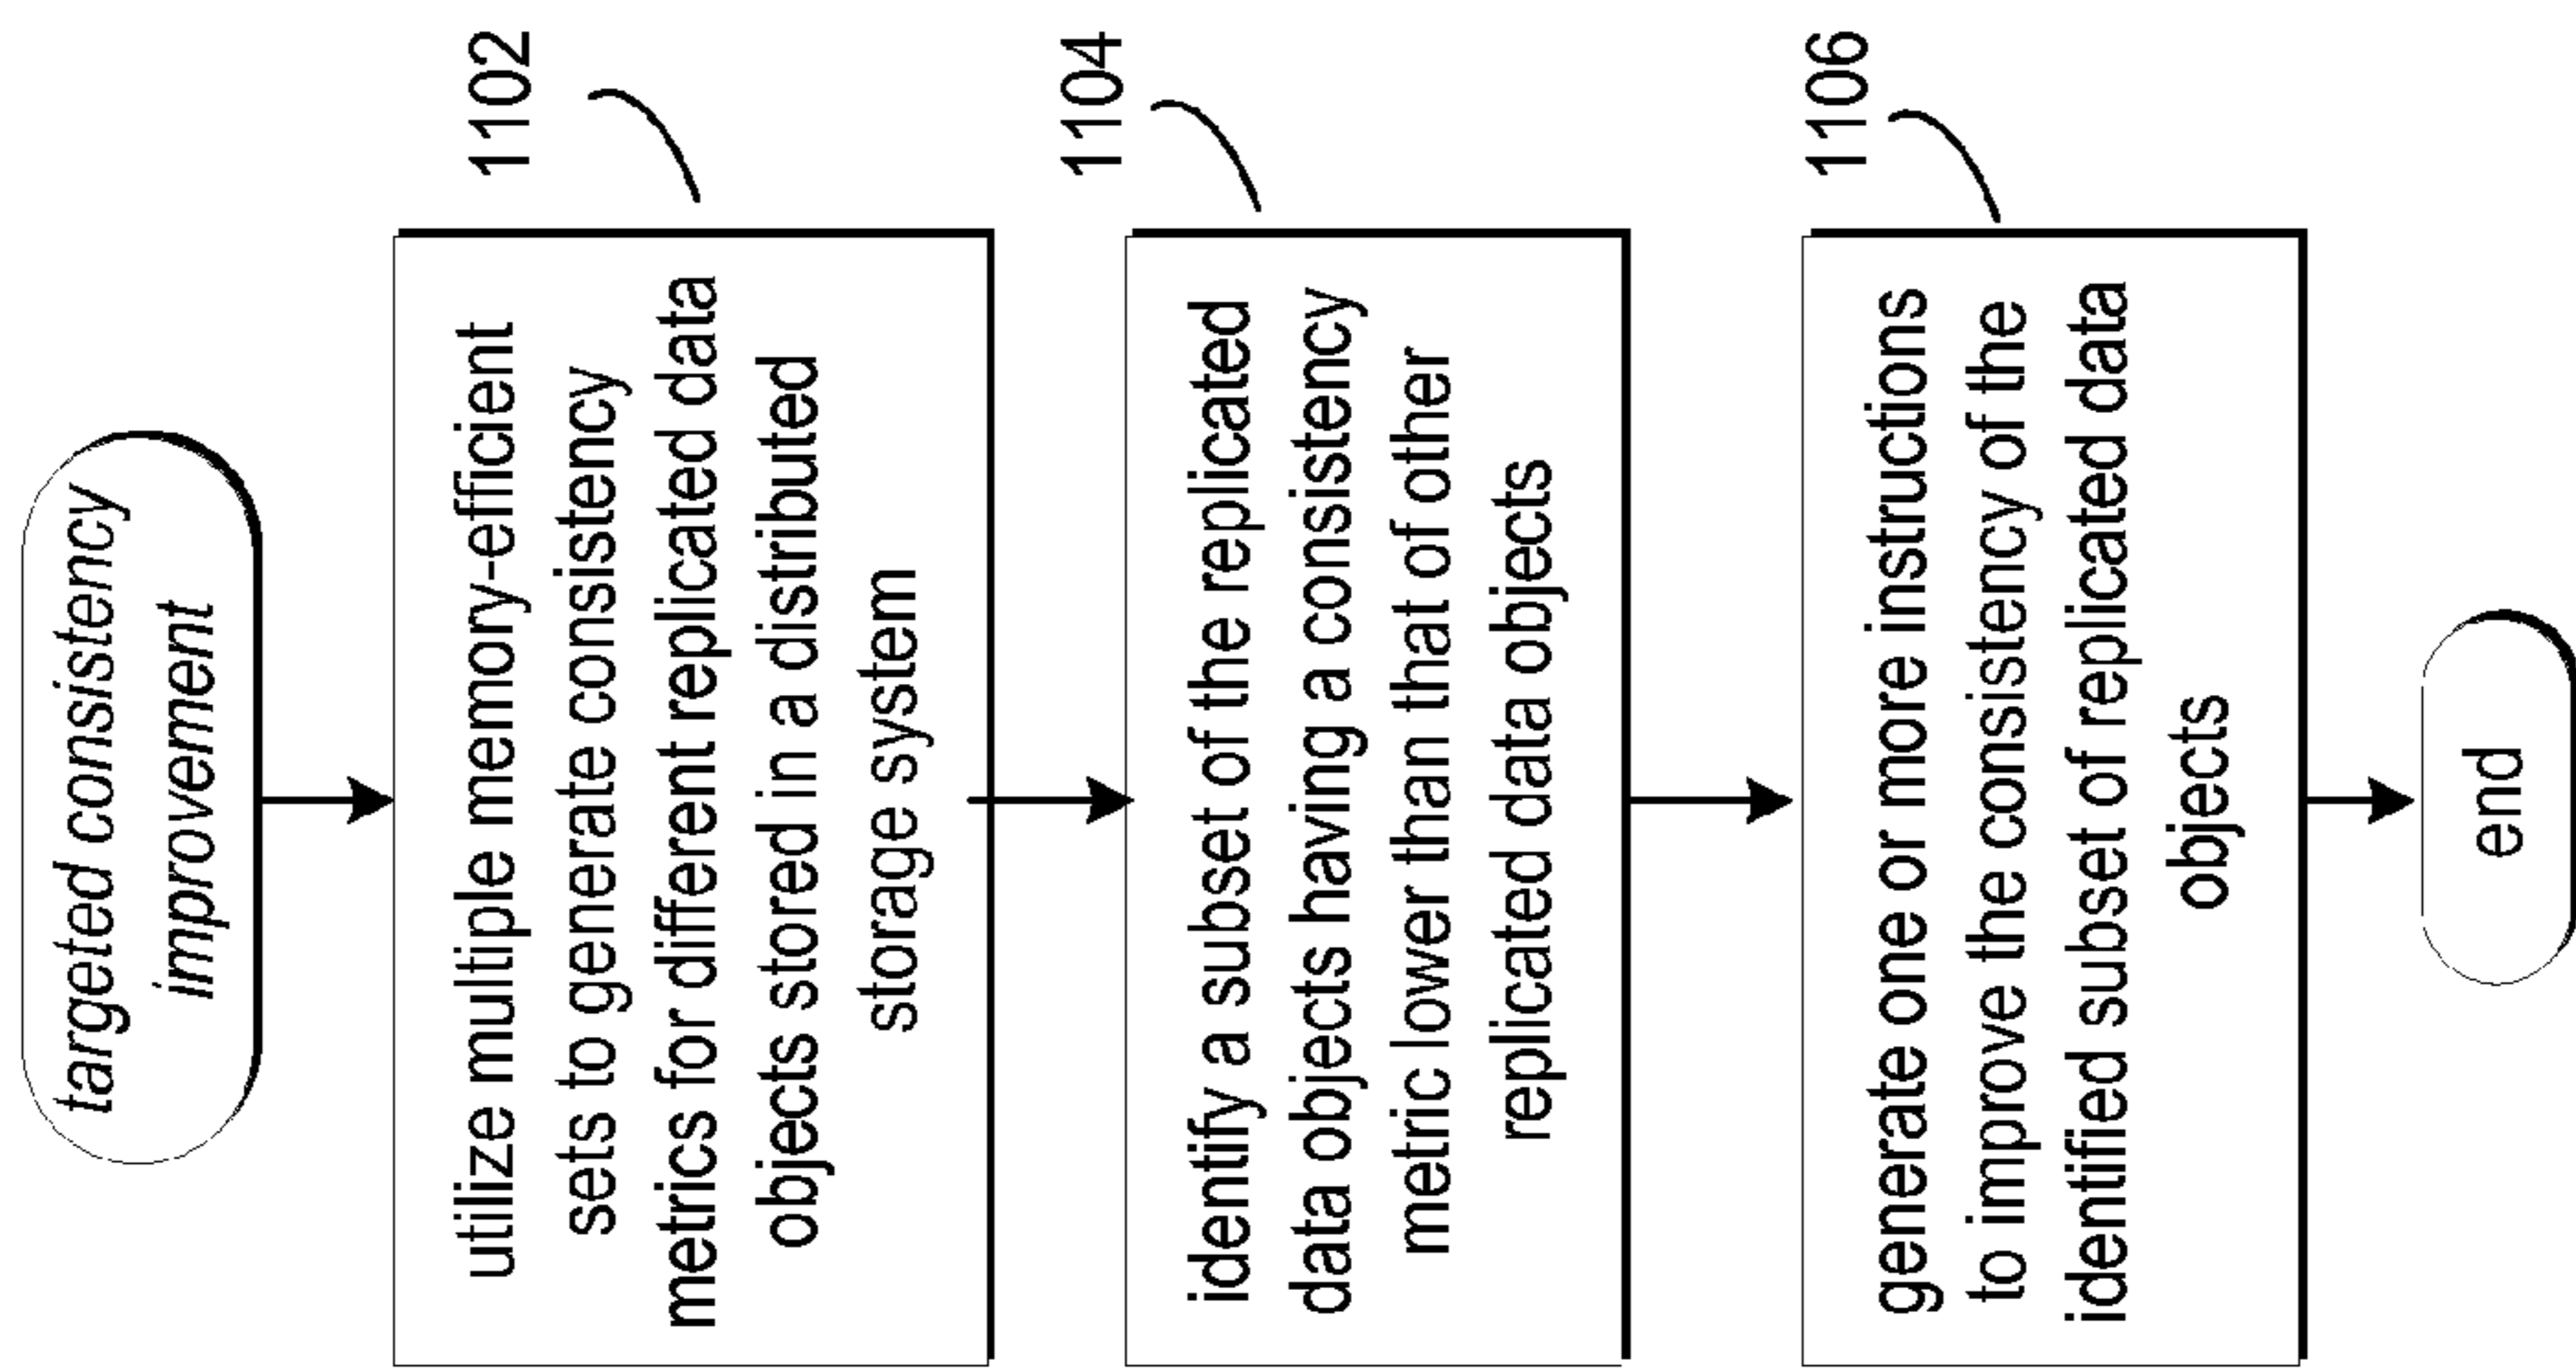 targeted consistency
improvement
1102
utilize multiple memory-efficient
sets to generate consistency
metrics for different replicated data
objects stored in a distributed
storage system
1104
identify a subset of the replicated
data objects having a consistency
metric lower than that of other
replicated data objects
1106
generate one or more instructions
to improve the consistency of the
identified subset of replicated data
objects
end